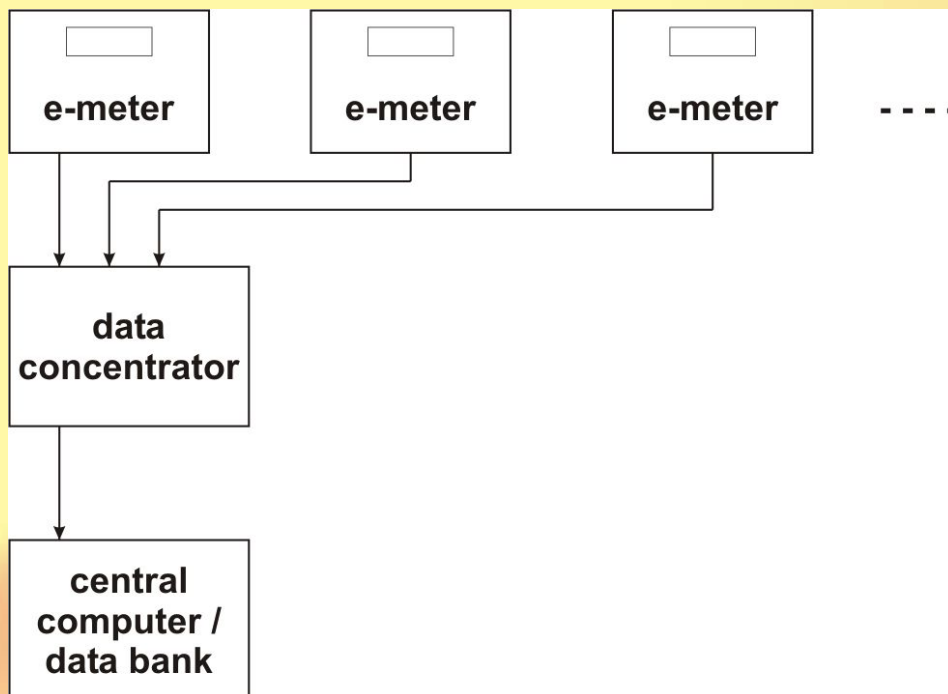 e-meter
e-meter
e-meter
data
concentrator
central
computer /
data bank